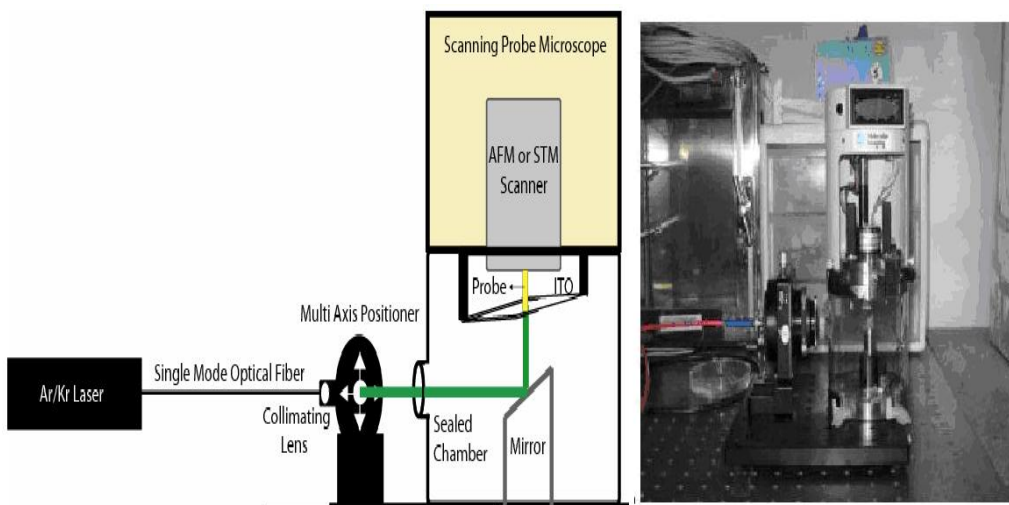 Scanning Probe Microscope
AFM or STM
Scanner
Probe
ITO
Multi Axis Positioner
Single Mode Optical Fiber
Ar/Kr Laser
Collimating
Lens
Sealed
Chamber
Mirror